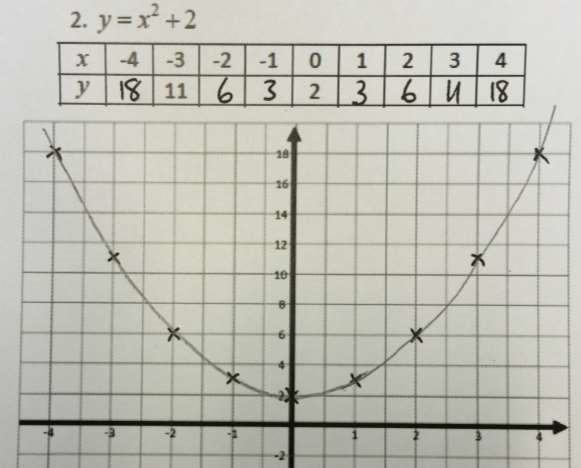 2. y = x² + 2
x -4 -3 -2 -1 0 1 2 3 4
y 18 11 6 3 2 3 6 11 18
18
16
14
12
10
8
6
4
2
-4 -3 -2 -1 1 2 3 4
-2